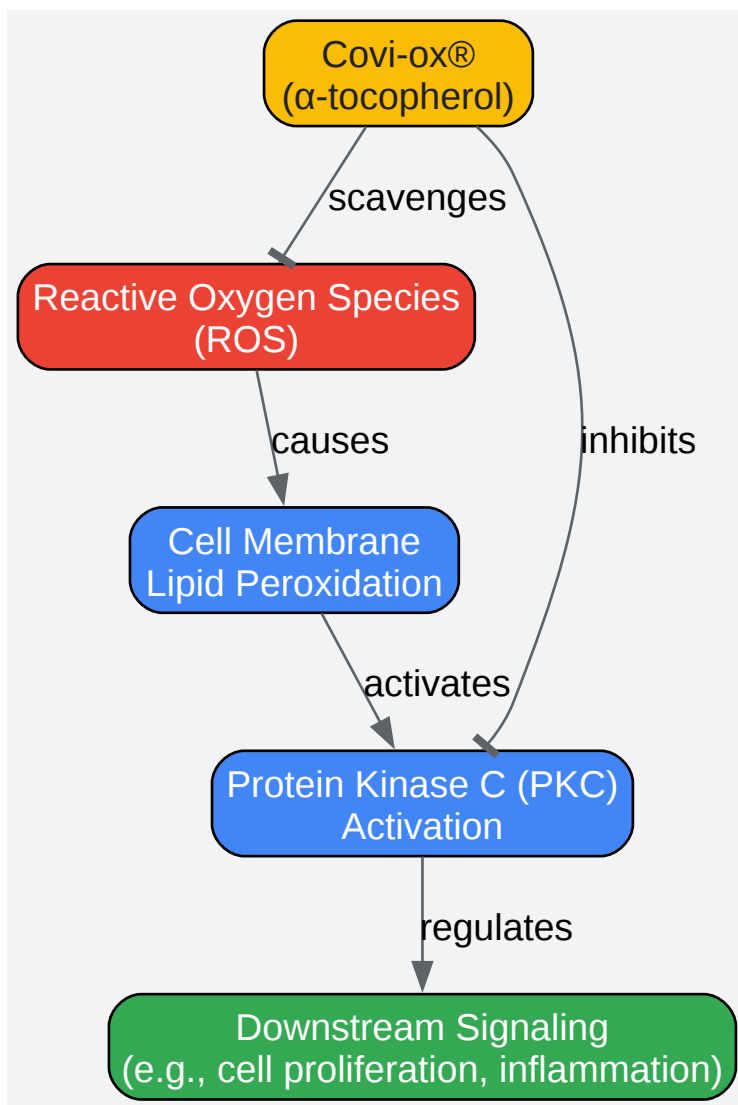 Covi-ox®
(α-tocopherol)
scavenges
Reactive Oxygen Species
(ROS)
causes
inhibits
Cell Membrane
Lipid Peroxidation
activates
Protein Kinase C (PKC)
Activation
regulates
Downstream Signaling
(e.g., cell proliferation, inflammation)